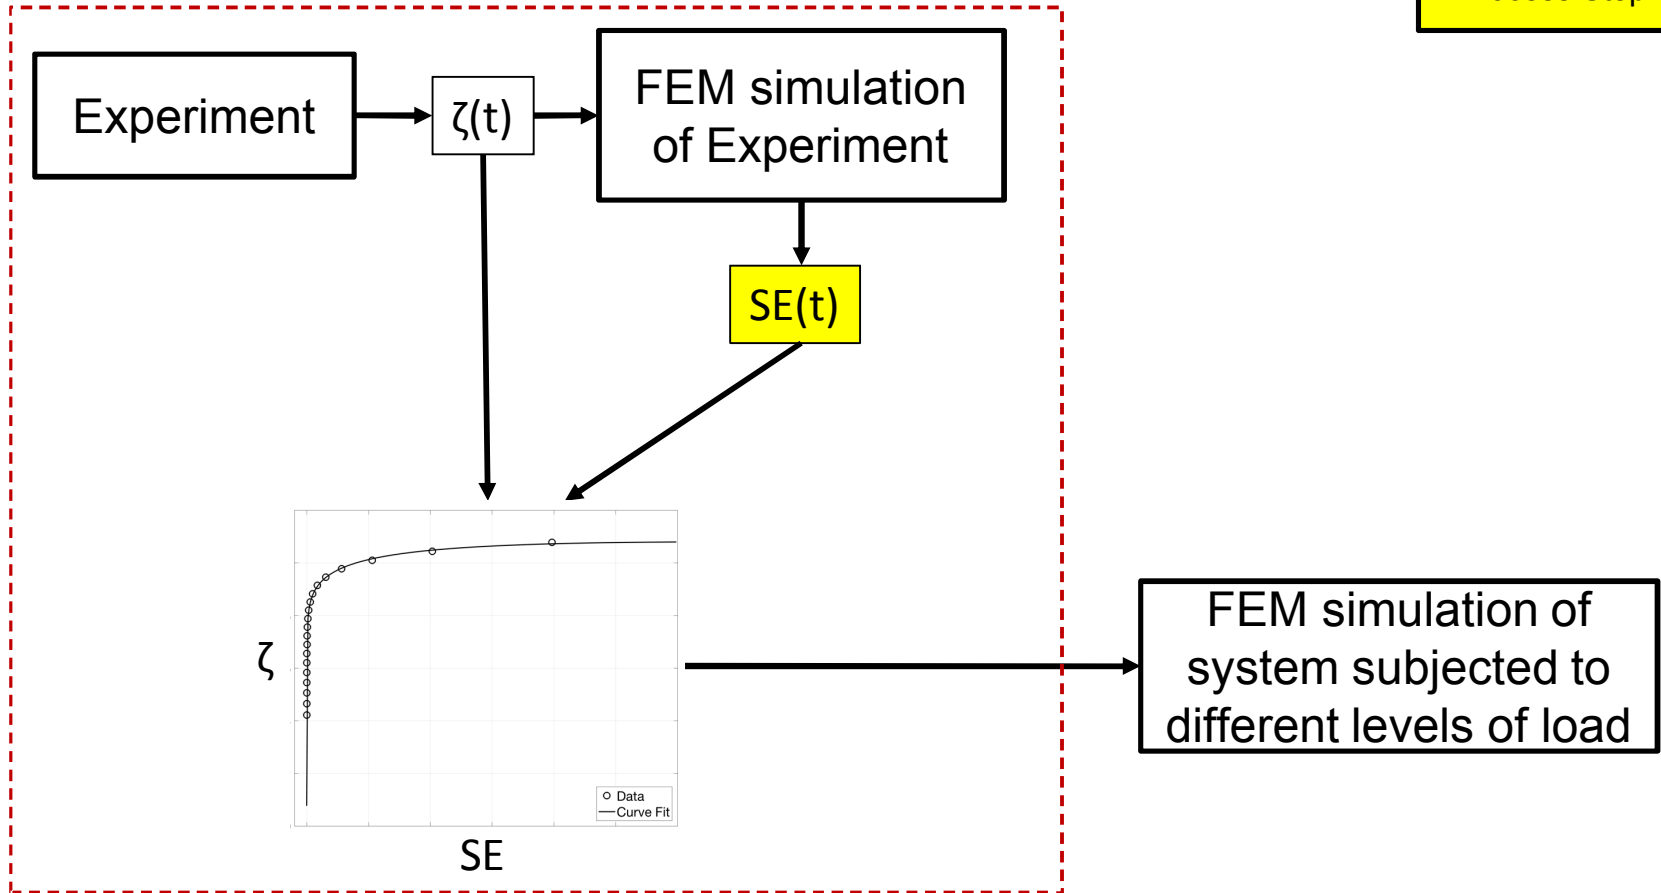 Experiment
ζ(t)
FEM simulation
of Experiment
SE(t)
ζ
Data
Curve Fit
SE
FEM simulation of
system subjected to
different levels of load